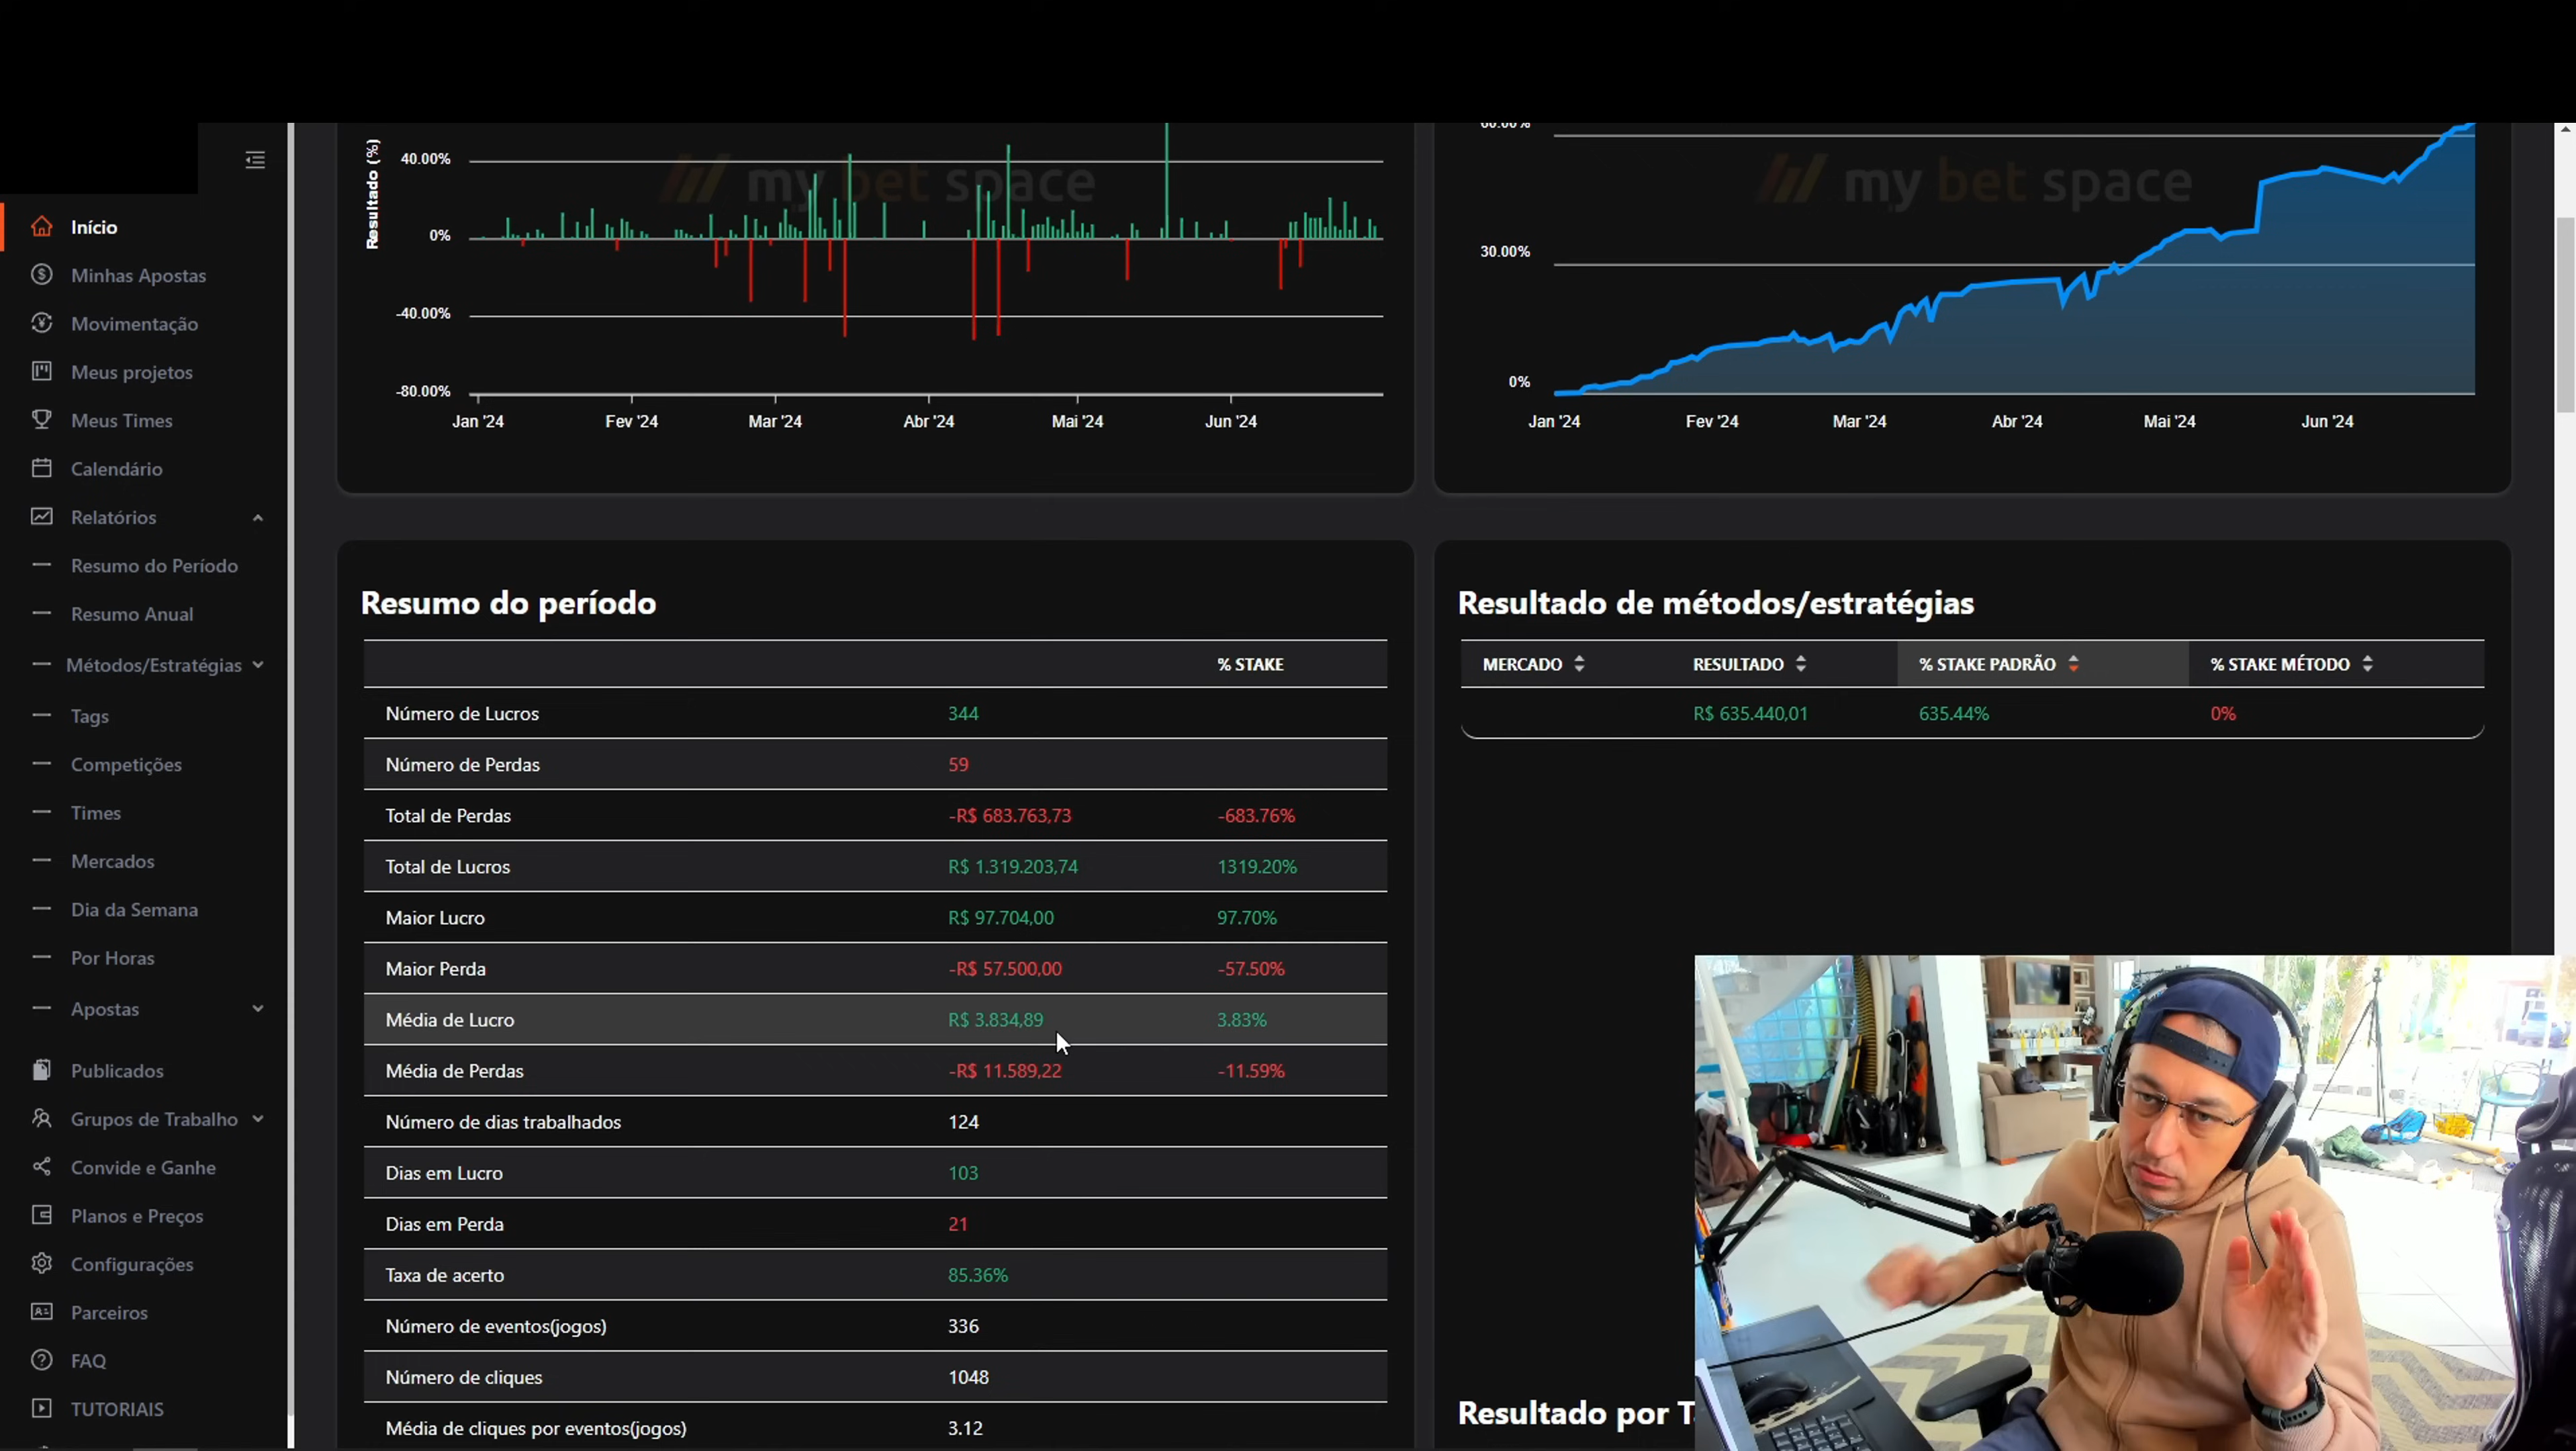 Resultado (%)
40.00%
0%
-40.00%
-80.00%
Jan '24
Fev '24
Mar '24
Abr '24
Mai '24
Jun '24
my bet space
60.00%
30.00%
0%
Jan '24
Fev '24
Mar '24
Abr '24
Mai '24
Jun '24
my bet space
Início
Minhas Apostas
Movimentação
Meus projetos
Meus Times
Calendário
Relatórios
Resumo do Período
Resumo Anual
Métodos/Estratégias
Tags
Competições
Times
Mercados
Dia da Semana
Por Horas
Apostas
Publicados
Grupos de Trabalho
Convide e Ganhe
Planos e Preços
Configurações
Parceiros
FAQ
TUTORIAIS
Resumo do período
% STAKE
Número de Lucros 344
Número de Perdas 59
Total de Perdas -R$ 683.763,73 -683.76%
Total de Lucros R$ 1.319.203,74 1319.20%
Maior Lucro R$ 97.704,00 97.70%
Maior Perda -R$ 57.500,00 -57.50%
Média de Lucro R$ 3.834,89 3.83%
Média de Perdas -R$ 11.589,22 -11.59%
Número de dias trabalhados 124
Dias em Lucro 103
Dias em Perda 21
Taxa de acerto 85.36%
Número de eventos(jogos) 336
Número de cliques 1048
Média de cliques por eventos(jogos) 3.12
Resultado de métodos/estratégias
MERCADO RESULTADO % STAKE PADRÃO % STAKE MÉTODO
R$ 635.440,01 635.44% 0%
Resultado por T